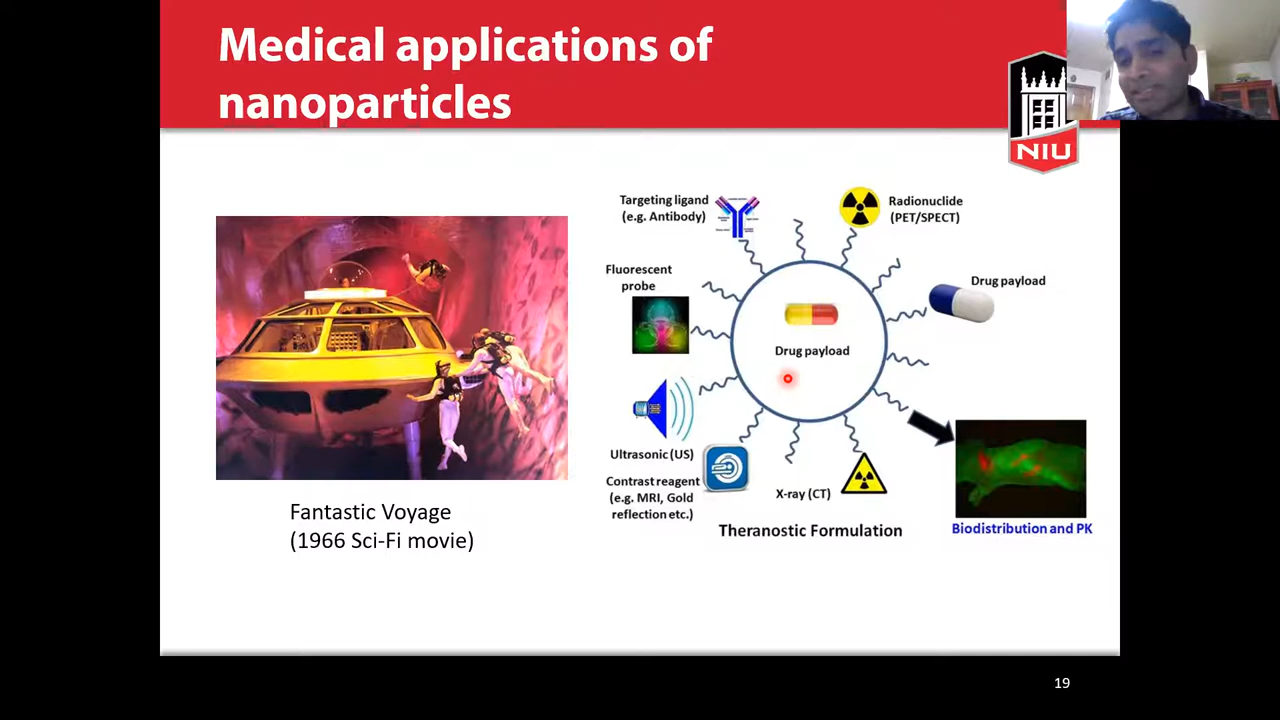 Medical applications of
nanoparticles
NIU
Fantastic Voyage
(1966 Sci-Fi movie)
Targeting ligand
(e.g. Antibody)
Radionuclide
(PET/SPECT)
Fluorescent
probe
Drug payload
Drug payload
Ultrasonic (US)
Contrast reagent
(e.g. MRI, Gold
reflection etc.)
X-ray (CT)
Theranostic Formulation
Biodistribution and PK
19